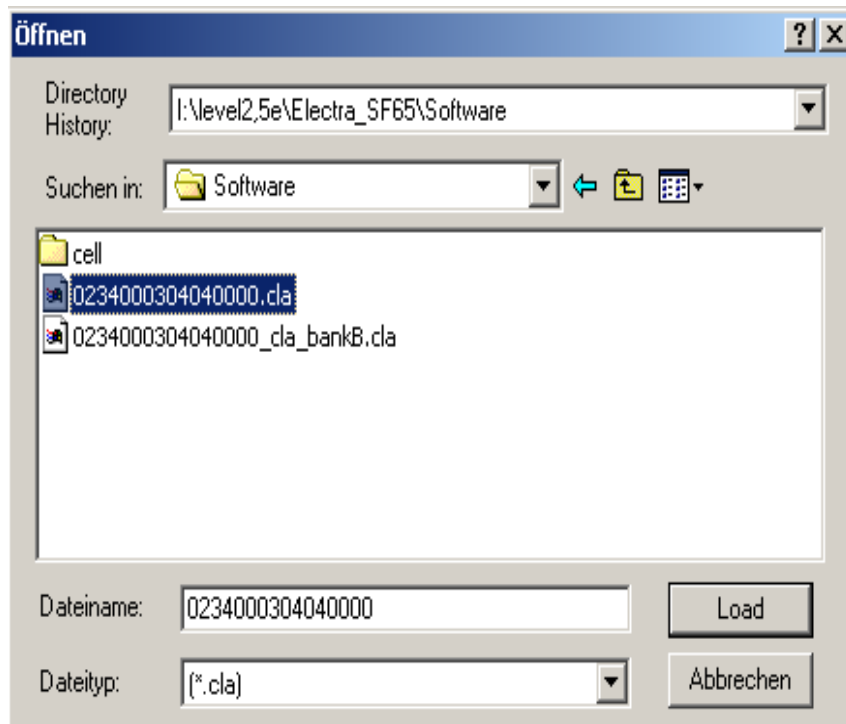 Öffnen
Directory
History:
I:\level2,5e\Electra_SF65\Software
Suchen in:
Software
cell
0234000304040000.cla
0234000304040000_cla_bankB.cla
Dateiname:
0234000304040000
Load
Dateityp:
(*.cla)
Abbrechen